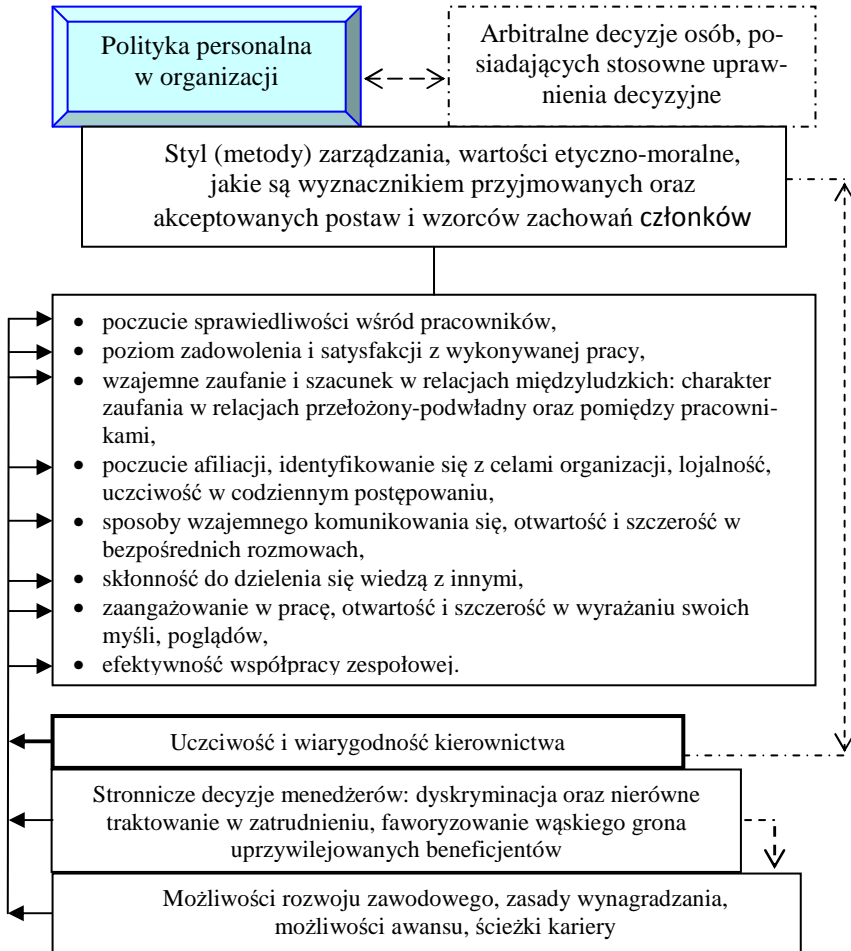 Polityka personalna
w organizacji
Arbitralne decyzje osób, po-
siadających stosowne upraw-
nienia decyzyjne
Styl (metody) zarządzania, wartości etyczno-moralne,
jakie są wyznacznikiem przyjmowanych oraz
akceptowanych postaw i wzorców zachowań członków
• poczucie sprawiedliwości wśród pracowników,
• poziom zadowolenia i satysfakcji z wykonywanej pracy,
• wzajemne zaufanie i szacunek w relacjach międzyludzkich: charakter
zaufania w relacjach przełożony-podwładny oraz pomiędzy pracowni-
kami,
• poczucie afiliacji, identyfikowanie się z celami organizacji, lojalność,
uczciwość w codziennym postępowaniu,
• sposoby wzajemnego komunikowania się, otwartość i szczerość w
bezpośrednich rozmowach,
• skłonność do dzielenia się wiedzą z innymi,
• zaangażowanie w pracę, otwartość i szczerość w wyrażaniu swoich
myśli, poglądów,
• efektywność współpracy zespołowej.
Uczciwość i wiarygodność kierownictwa
Stronnicze decyzje menedżerów: dyskryminacja oraz nierówne
traktowanie w zatrudnieniu, faworyzowanie wąskiego grona
uprzywilejowanych beneficjentów
Możliwości rozwoju zawodowego, zasady wynagradzania,
możliwości awansu, ścieżki kariery